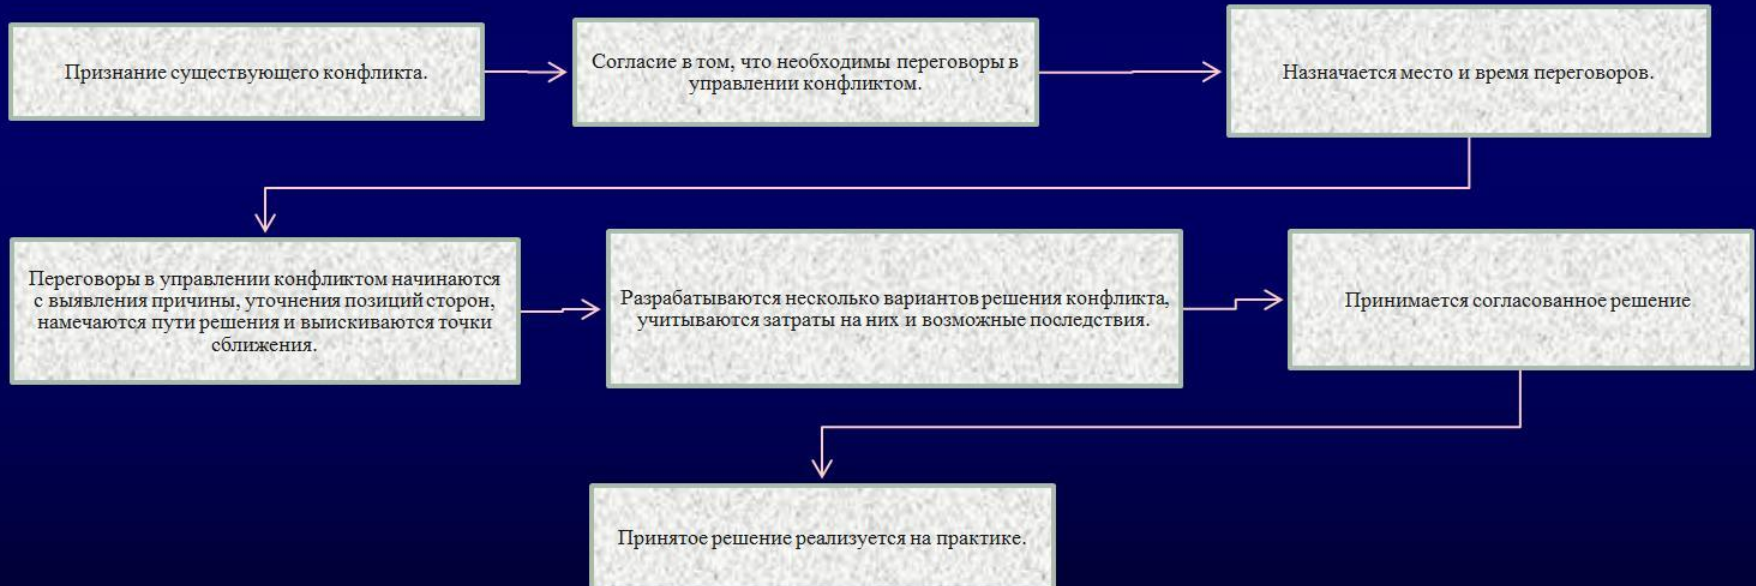 Признание существующего конфликта.
Согласие в том, что необходимы переговоры в
управлении конфликтом.
Назначается место и время переговоров.
Переговоры в управлении конфликтом начинаются
с выявления причины, уточнения позиций сторон,
намечаются пути решения и выискиваются точки
сближения.
Разрабатываются несколько вариантов решения конфликта,
учитываются затраты на них и возможные последствия.
Принимается согласованное решение
Принятое решение реализуется на практике.